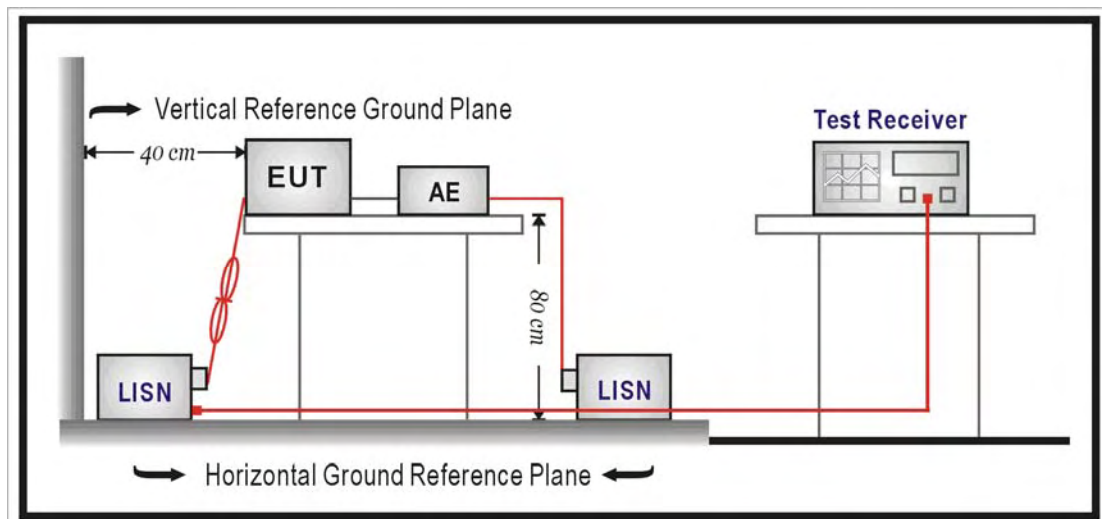 Vertical Reference Ground Plane
Test Receiver
40 cm
EUT
AE
80 cm
LISN
LISN
Horizontal Ground Reference Plane